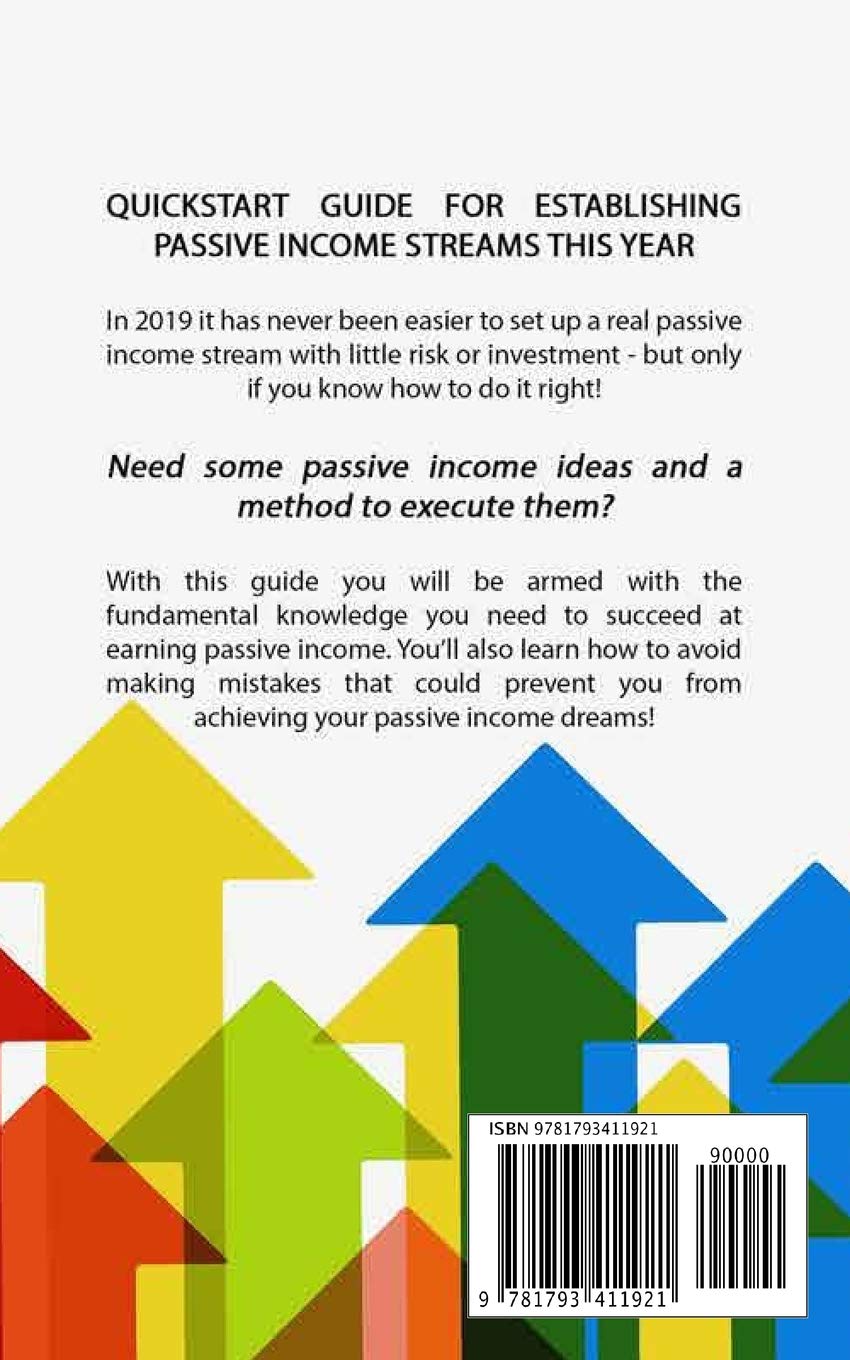 QUICKSTART GUIDE FOR ESTABLISHING
PASSIVE INCOME STREAMS THIS YEAR
In 2019 it has never been easier to set up a real passive
income stream with little risk or investment - but only
if you know how to do it right!
Need some passive income ideas and a
method to execute them?
With this guide you will be armed with the
fundamental knowledge you need to succeed at
earning passive income. You'll also learn how to avoid
making mistakes that could prevent you from
achieving your passive income dreams!
ISBN 9781793411921
90000
9 781793 411921